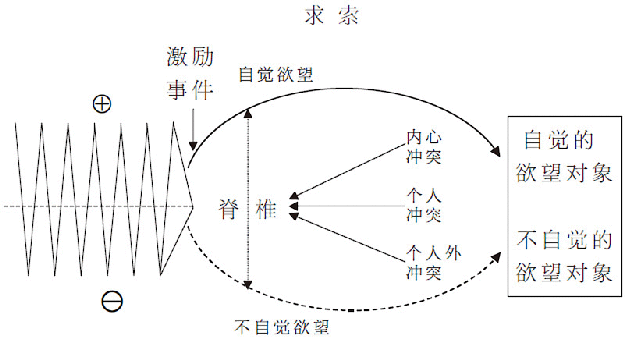 求索
激励
事件
自觉欲望
⊕
内心
冲突
自觉的
欲望对象
脊椎
个人
冲突
个人外
冲突
不自觉的
欲望对象
⊖
不自觉欲望